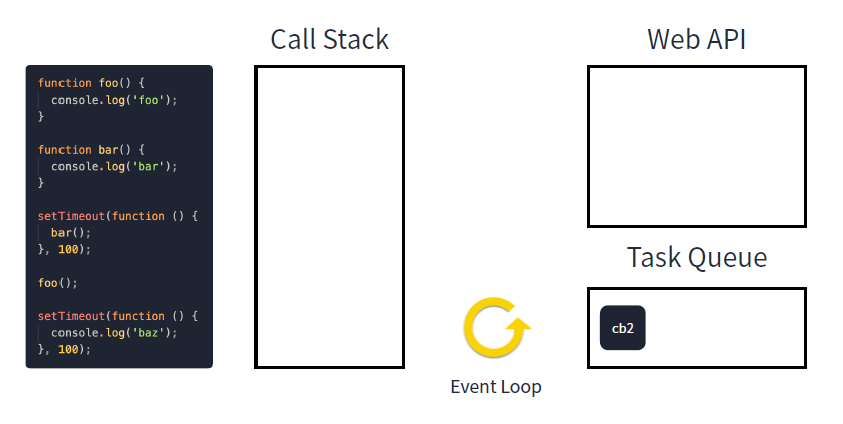 Call Stack
Web API
function foo() {
  console.log('foo');
}
function bar() {
  console.log('bar');
}
setTimeout(function () {
  bar();
}, 100);
foo();
setTimeout(function () {
  console.log('baz');
}, 100);
Task Queue
cb2
Event Loop